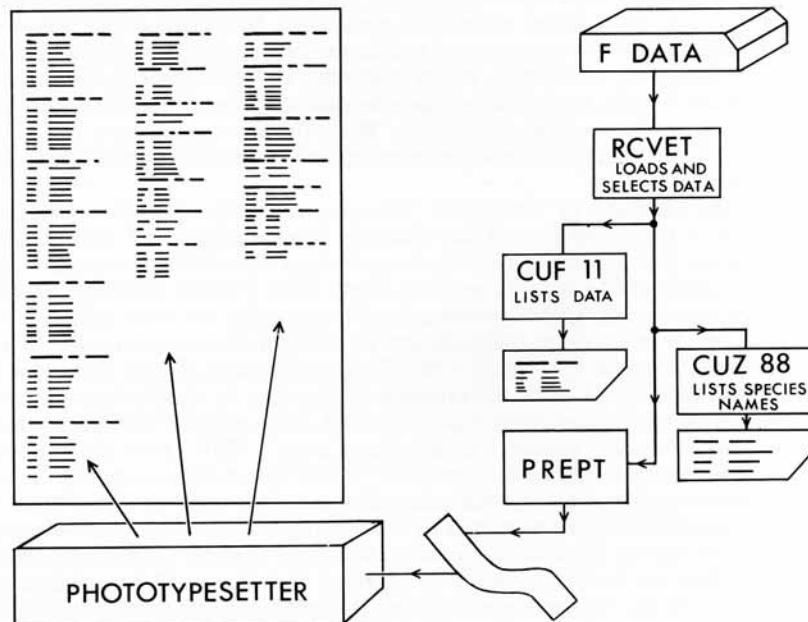 F DATA
RCVET
LOADS AND
SELECTS DATA
CUF 11
LISTS DATA
CUZ 88
LISTS SPECIES
NAMES
PREPT
PHOTOTYPESETTER